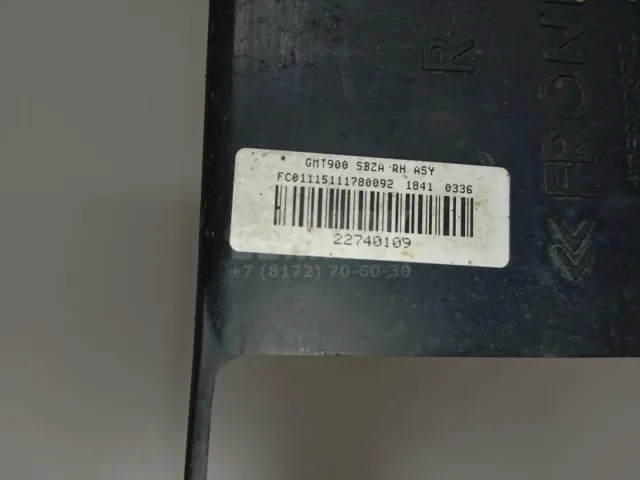 R
<< FRONT
GMT900 SBZA RH ASY
FC01115111780092 1841 0336
22740109
+7 (8172) 70-60-30